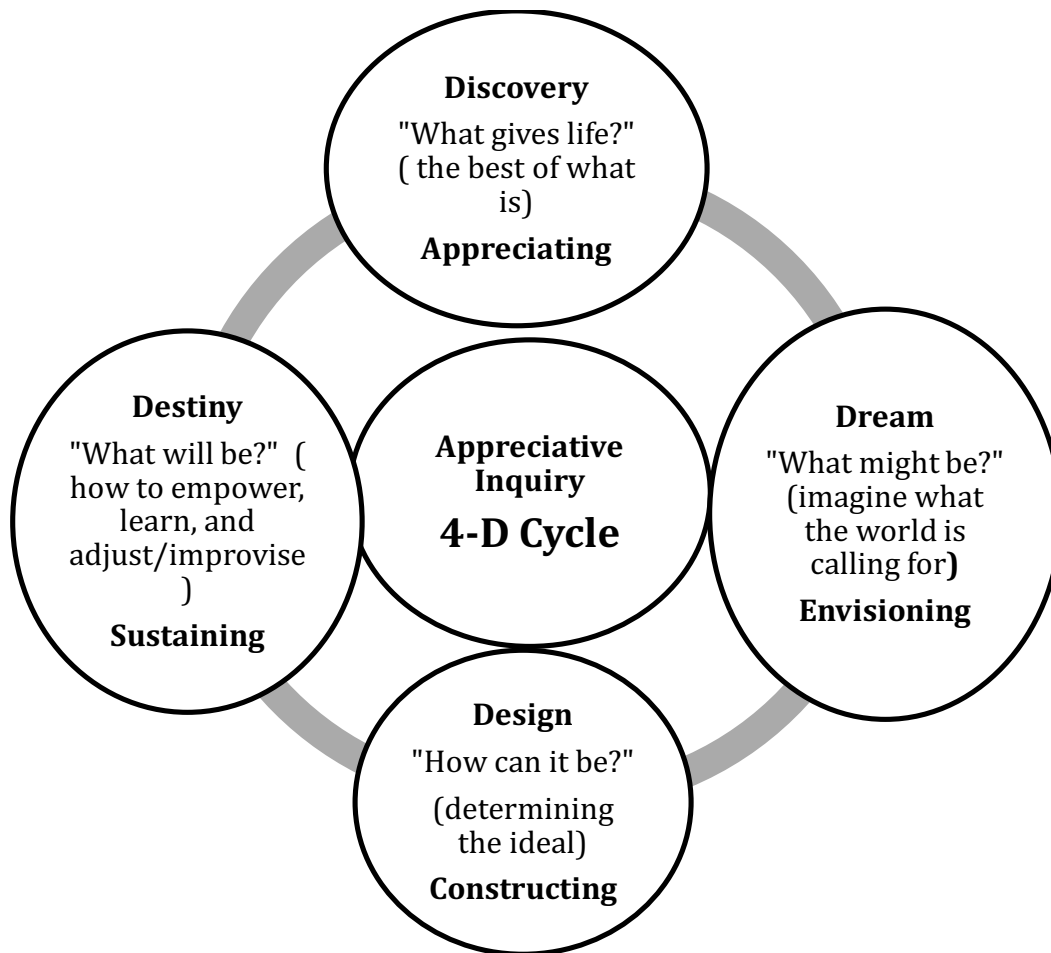 Discovery
"What gives life?"
( the best of what
is)
Appreciating
Destiny
"What will be?"  (
how to empower,
learn, and
adjust/improvise
)
Sustaining
Appreciative
Inquiry
4-D Cycle
Dream
"What might be?"
(imagine what
the world is
calling for)
Envisioning
Design
"How can it be?"
(determining
the ideal)
Constructing